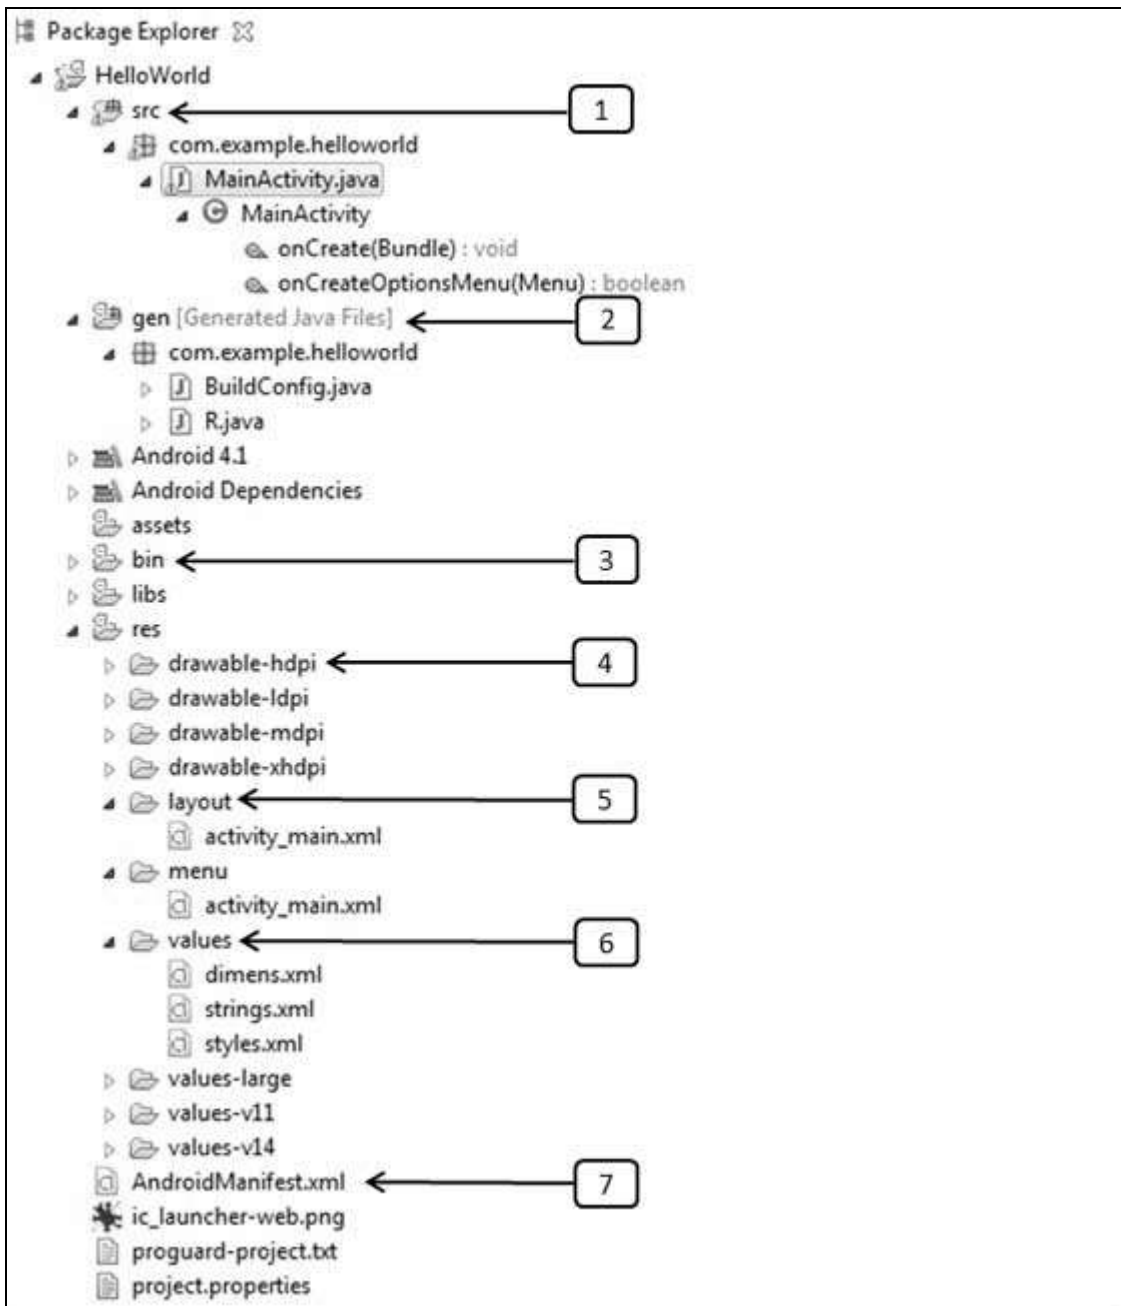 Package Explorer
HelloWorld
src
1
com.example.helloworld
MainActivity.java
MainActivity
onCreate(Bundle) : void
onCreateOptionsMenu(Menu) : boolean
gen [Generated Java Files]
2
com.example.helloworld
BuildConfig.java
R.java
Android 4.1
Android Dependencies
assets
bin
3
libs
res
drawable-hdpi
4
drawable-ldpi
drawable-mdpi
drawable-xhdpi
layout
5
activity_main.xml
menu
activity_main.xml
values
6
dimens.xml
strings.xml
styles.xml
values-large
values-v11
values-v14
AndroidManifest.xml
7
ic_launcher-web.png
proguard-project.txt
project.properties